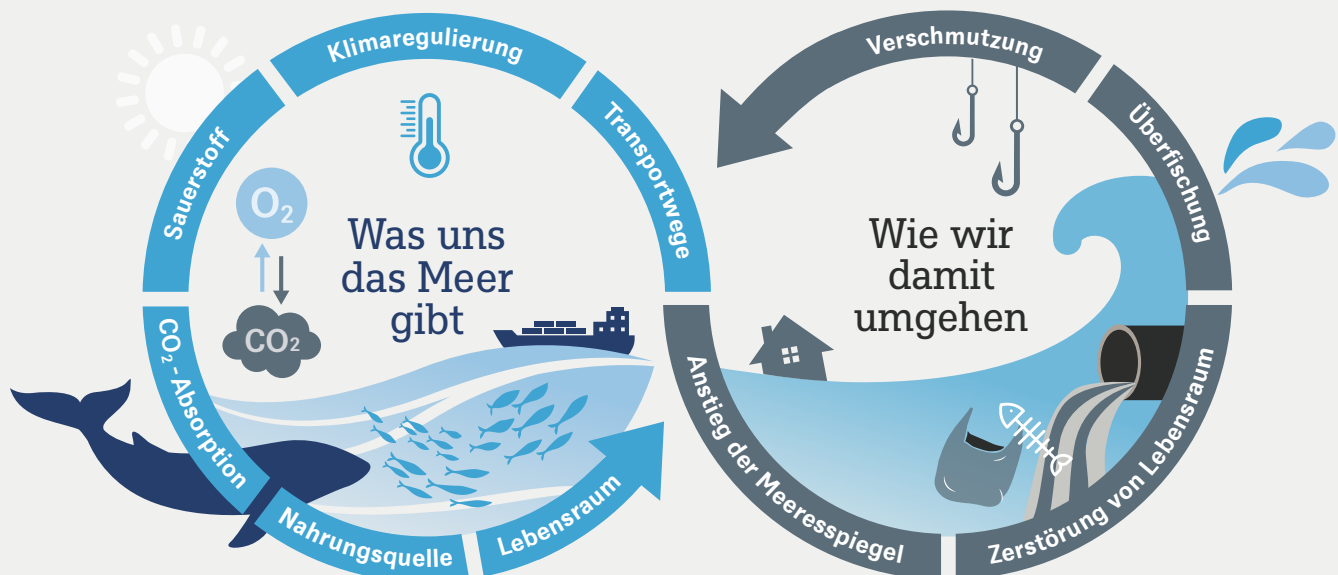 Klimaregulierung
Transportwege
Sauerstoff
O₂
CO₂
CO₂-Absorption
Nahrungsquelle
Lebensraum
Was uns
das Meer
gibt
Verschmutzung
Überfischung
Zerstörung von Lebensraum
Anstieg der Meeresspiegel
Wie wir
damit
umgehen